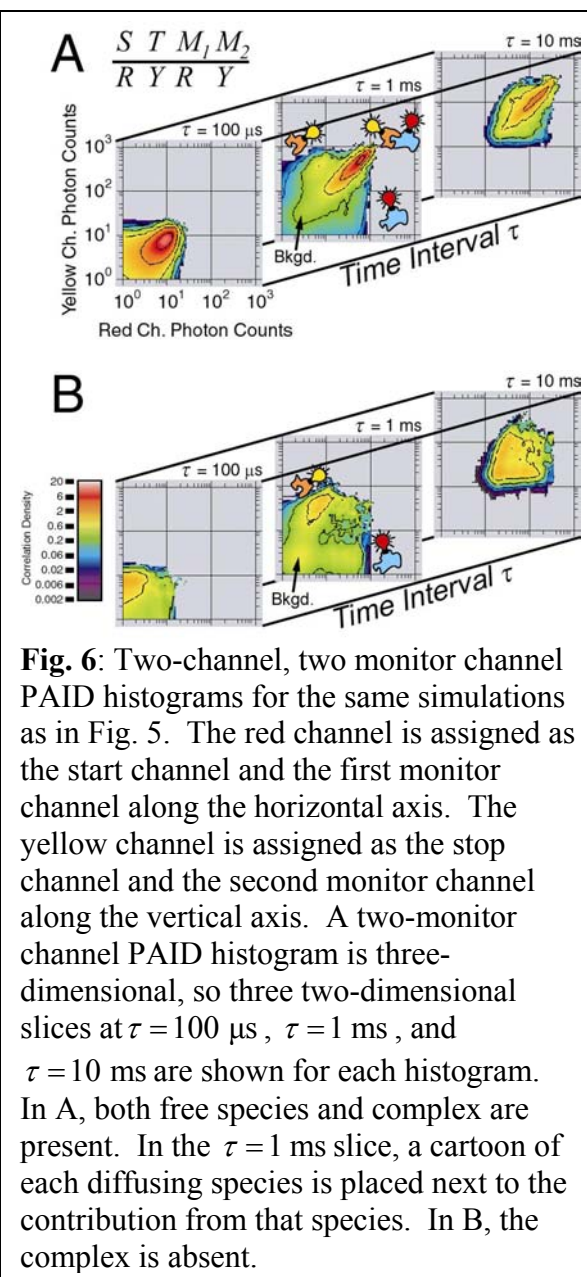 A
S T M₁ M₂
R Y R Y
τ = 10 ms
τ = 1 ms
τ = 100 μs
Yellow Ch. Photon Counts
10³
10²
10¹
10⁰
Bkgd.
Time Interval τ
10⁰ 10¹ 10² 10³
Red Ch. Photon Counts
B
τ = 10 ms
τ = 1 ms
τ = 100 μs
Correlation Density
20
6
2
0.6
0.2
0.06
0.02
0.006
0.002
Bkgd.
Time Interval τ
Fig. 6: Two-channel, two monitor channel
PAID histograms for the same simulations
as in Fig. 5. The red channel is assigned as
the start channel and the first monitor
channel along the horizontal axis. The
yellow channel is assigned as the stop
channel and the second monitor channel
along the vertical axis. A two-monitor
channel PAID histogram is three-
dimensional, so three two-dimensional
slices at τ = 100 μs , τ = 1 ms , and
τ = 10 ms are shown for each histogram.
In A, both free species and complex are
present. In the τ = 1 ms slice, a cartoon of
each diffusing species is placed next to the
contribution from that species. In B, the
complex is absent.